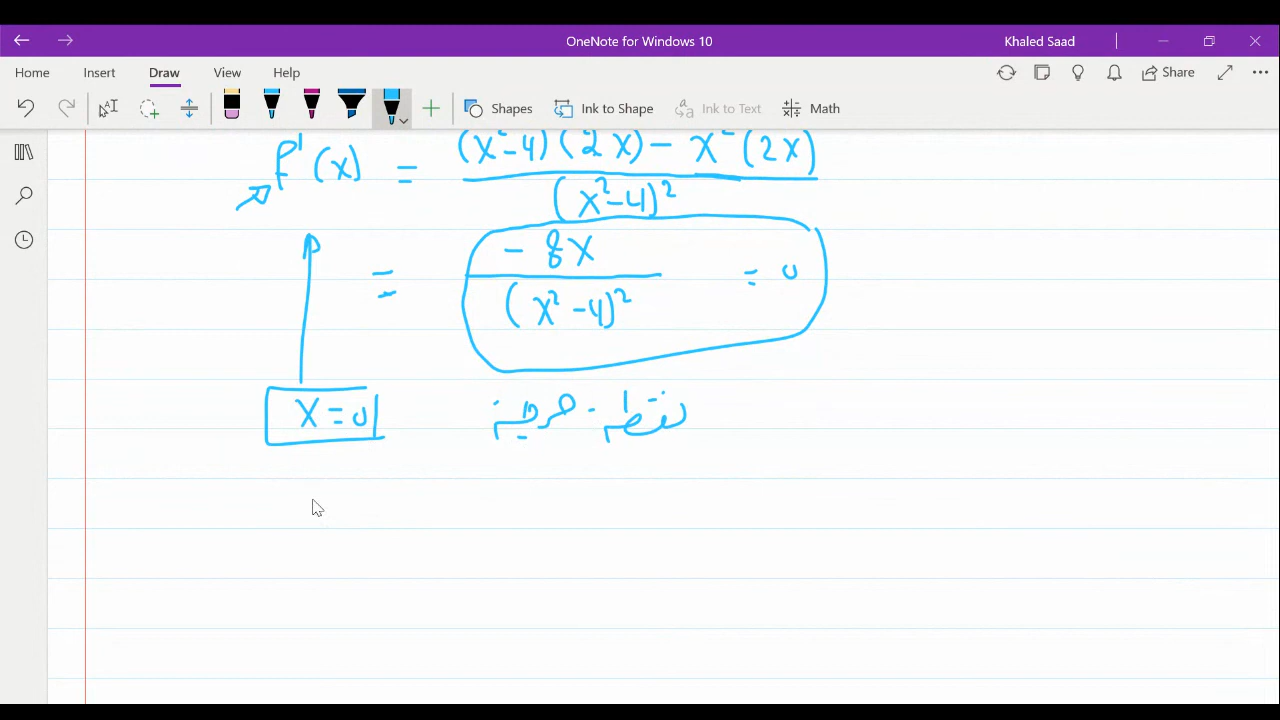 OneNote for Windows 10
Khaled Saad
Home Insert Draw View Help
Share
Shapes Ink to Shape Ink to Text Math
f'(x) = (x²-4)(2x) - x²(2x)
(x²-4)²
= -8x = 0
(x²-4)²
x=0 نقطة حرجة